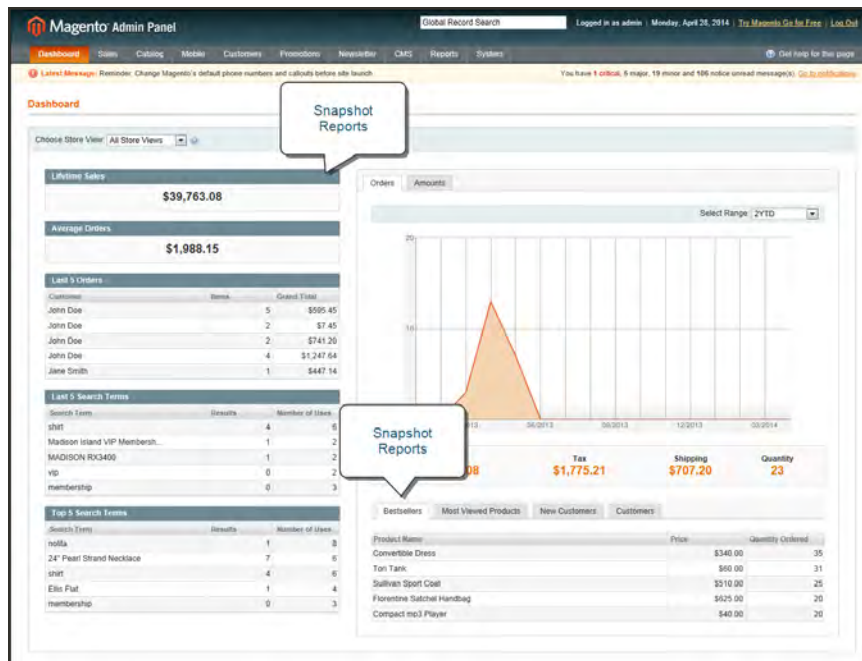 Magento Admin Panel
Global Record Search
Logged in as admin | Monday, April 28, 2014 | Try Magento Go for Free | Log Out
Dashboard Sales Catalog Mobile Customers Promotions Newsletter CMS Reports System
Get help for this page
Latest Message: Reminder: Change Magento's default phone numbers and callouts before site launch
You have 1 critical, 5 major, 19 minor and 106 notice unread message(s). Go to notifications
Dashboard
Snapshot
Reports
Choose Store View: All Store Views
Lifetime Sales
$39,763.08
Average Orders
$1,988.15
Last 5 Orders
Customer Items Grand Total
John Doe 5 $595.45
John Doe 2 $7.45
John Doe 2 $741.20
John Doe 4 $1,247.64
Jane Smith 1 $447.14
Last 5 Search Terms
Search Term Results Number of Uses
shirt 4 6
Madison Island VIP Membersh... 1 2
MADISON RX3400 1 2
vip 0 2
membership 0 3
Top 5 Search Terms
Search Term Results Number of Uses
nolita 1 8
24" Pearl Strand Necklace 7 6
shirt 4 6
Ellis Flat 1 4
membership 0 3
Orders Amounts
Select Range: 2YTD
20
10
/2013 06/2013 09/2013 12/2013 03/2014
Snapshot
Reports
Tax Shipping Quantity
08 $1,775.21 $707.20 23
Bestsellers Most Viewed Products New Customers Customers
Product Name Price Quantity Ordered
Convertible Dress $340.00 35
Tori Tank $60.00 31
Sullivan Sport Coat $510.00 25
Florentine Satchel Handbag $625.00 20
Compact mp3 Player $40.00 20